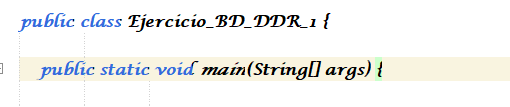 public class Ejercicio_BD_DDR_1 {
public static void main(String[] args) {